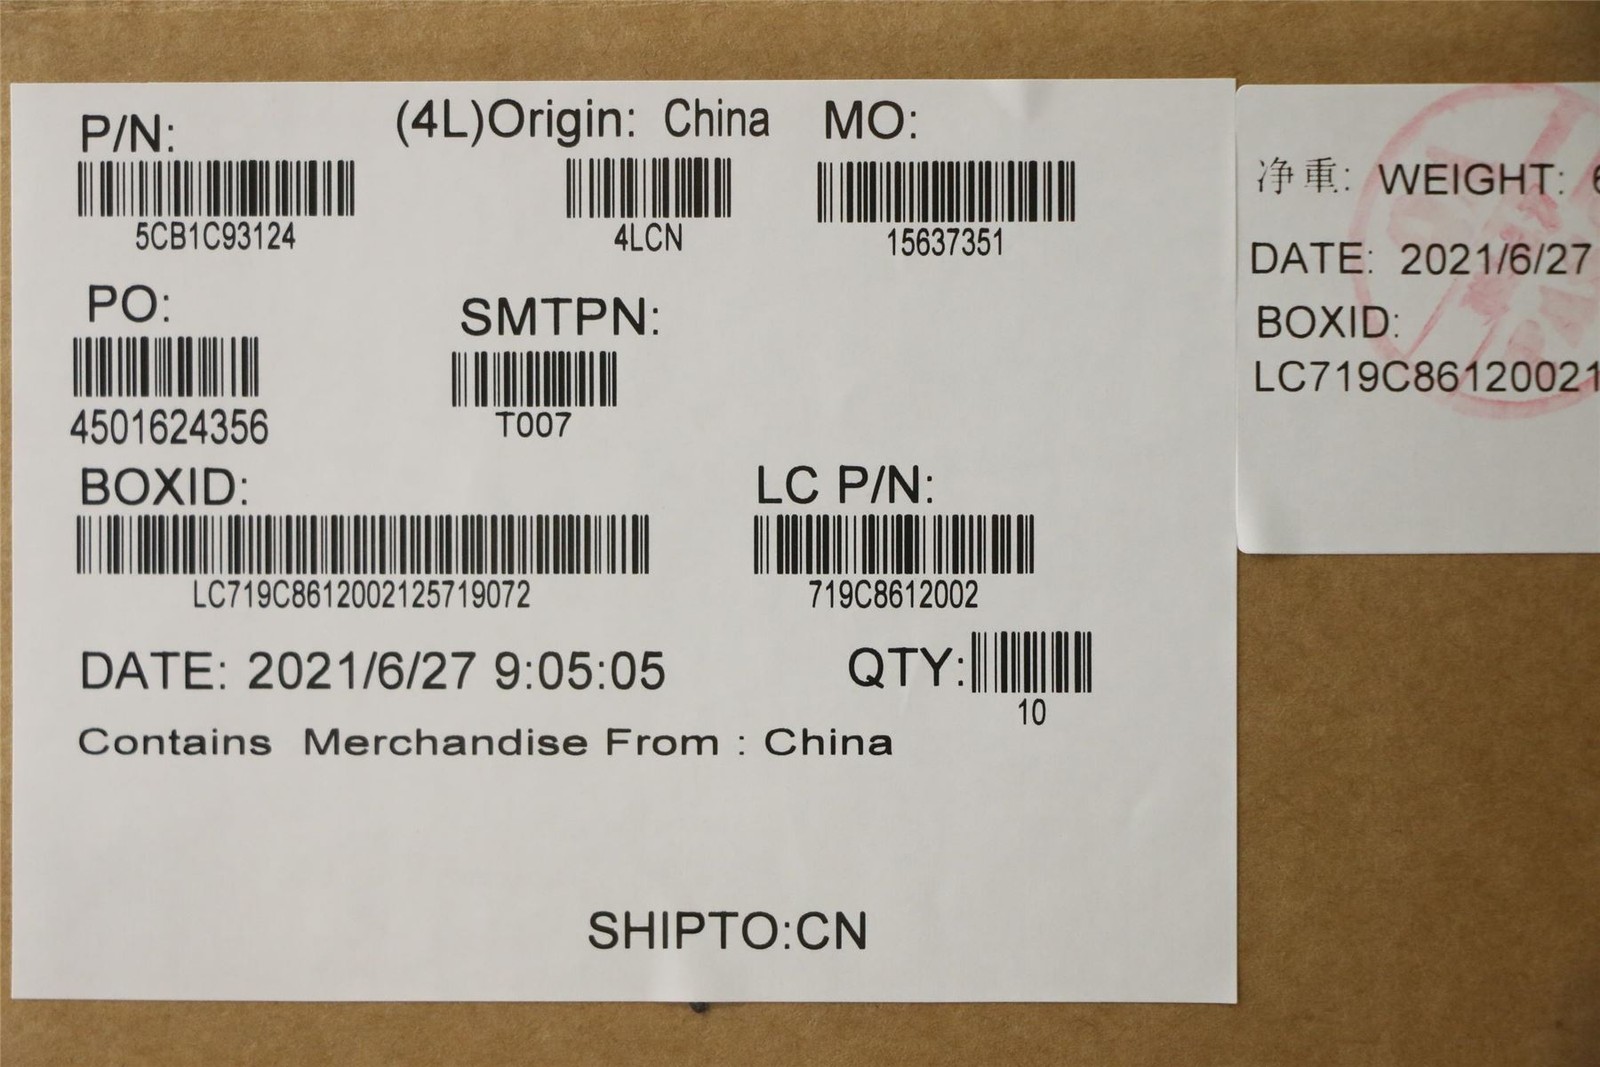 P/N: (4L)Origin: China MO:
5CB1C93124 4LCN 15637351
PO: SMTPN:
4501624356 T007
BOXID: LC P/N:
LC719C8612002125719072 719C8612002
DATE: 2021/6/27 9:05:05 QTY:
10
Contains Merchandise From : China
SHIPTO:CN
净重: WEIGHT:
DATE: 2021/6/27
BOXID:
LC719C86120021